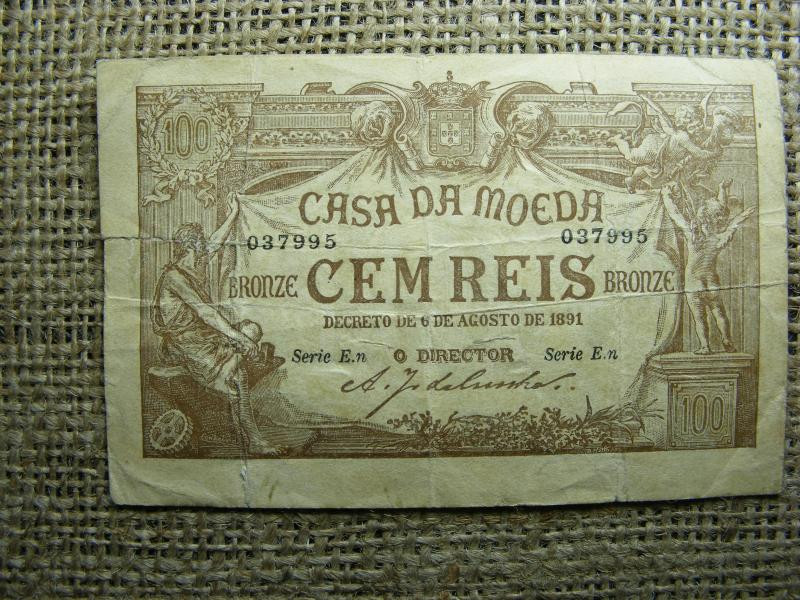 100
CASA DA MOEDA
037995 037995
BRONZE CEM REIS BRONZE
DECRETO DE 6 DE AGOSTO DE 1891
Serie E.n O DIRECTOR Serie E.n
100